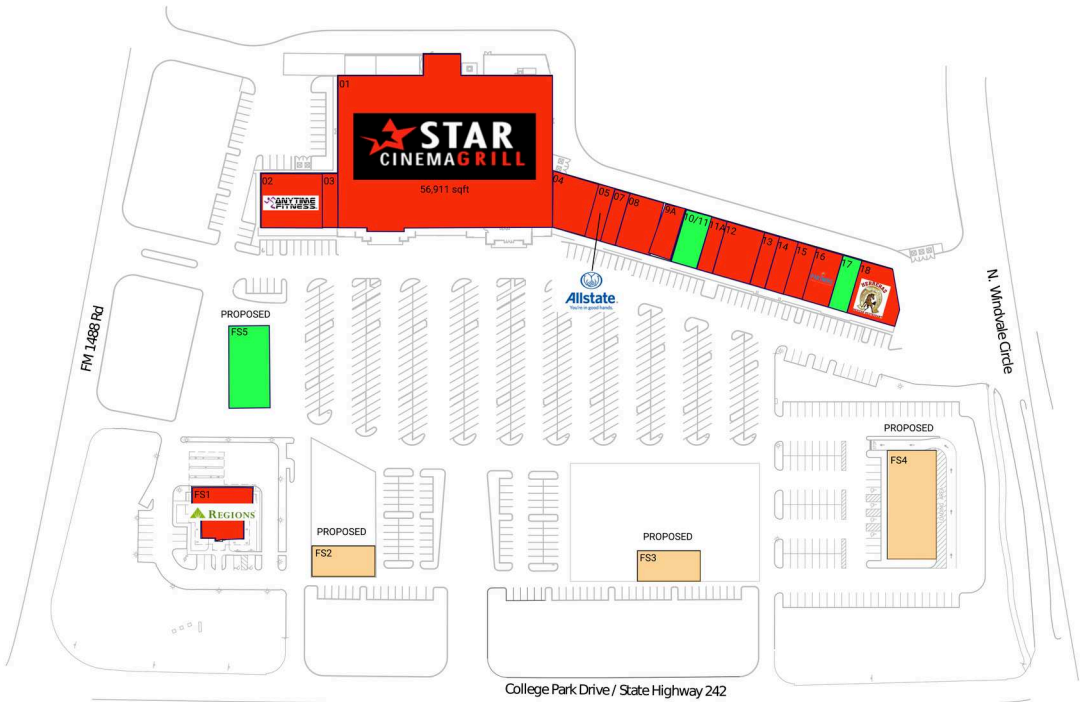 01
STAR
CINEMAGRILL
56,911 sqft
02
03
ANYTIME
FITNESS
04
05
07
08
9A
10/11
11A
12
13
14
15
16
17
18
Allstate
You're in good hands.
FM 1488 Rd
N. Windvale Circle
PROPOSED
FS5
FS1
REGIONS
PROPOSED
FS2
PROPOSED
FS3
PROPOSED
FS4
College Park Drive / State Highway 242